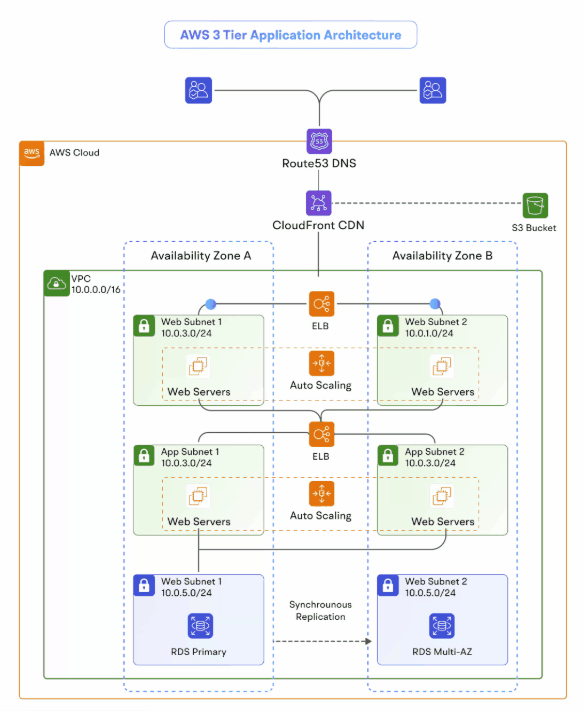 AWS 3 Tier Application Architecture
53
Route53 DNS
aws
AWS Cloud
CloudFront CDN
S3 Bucket
Availability Zone A
Availability Zone B
VPC
10.0.0.0/16
ELB
Web Subnet 1
10.0.3.0/24
Web Subnet 2
10.0.1.0/24
Web Servers
Auto Scaling
Web Servers
ELB
App Subnet 1
10.0.3.0/24
App Subnet 2
10.0.3.0/24
Web Servers
Auto Scaling
Web Servers
Web Subnet 1
10.0.5.0/24
Web Subnet 2
10.0.5.0/24
Synchrounous
Replication
RDS Primary
RDS Multi-AZ